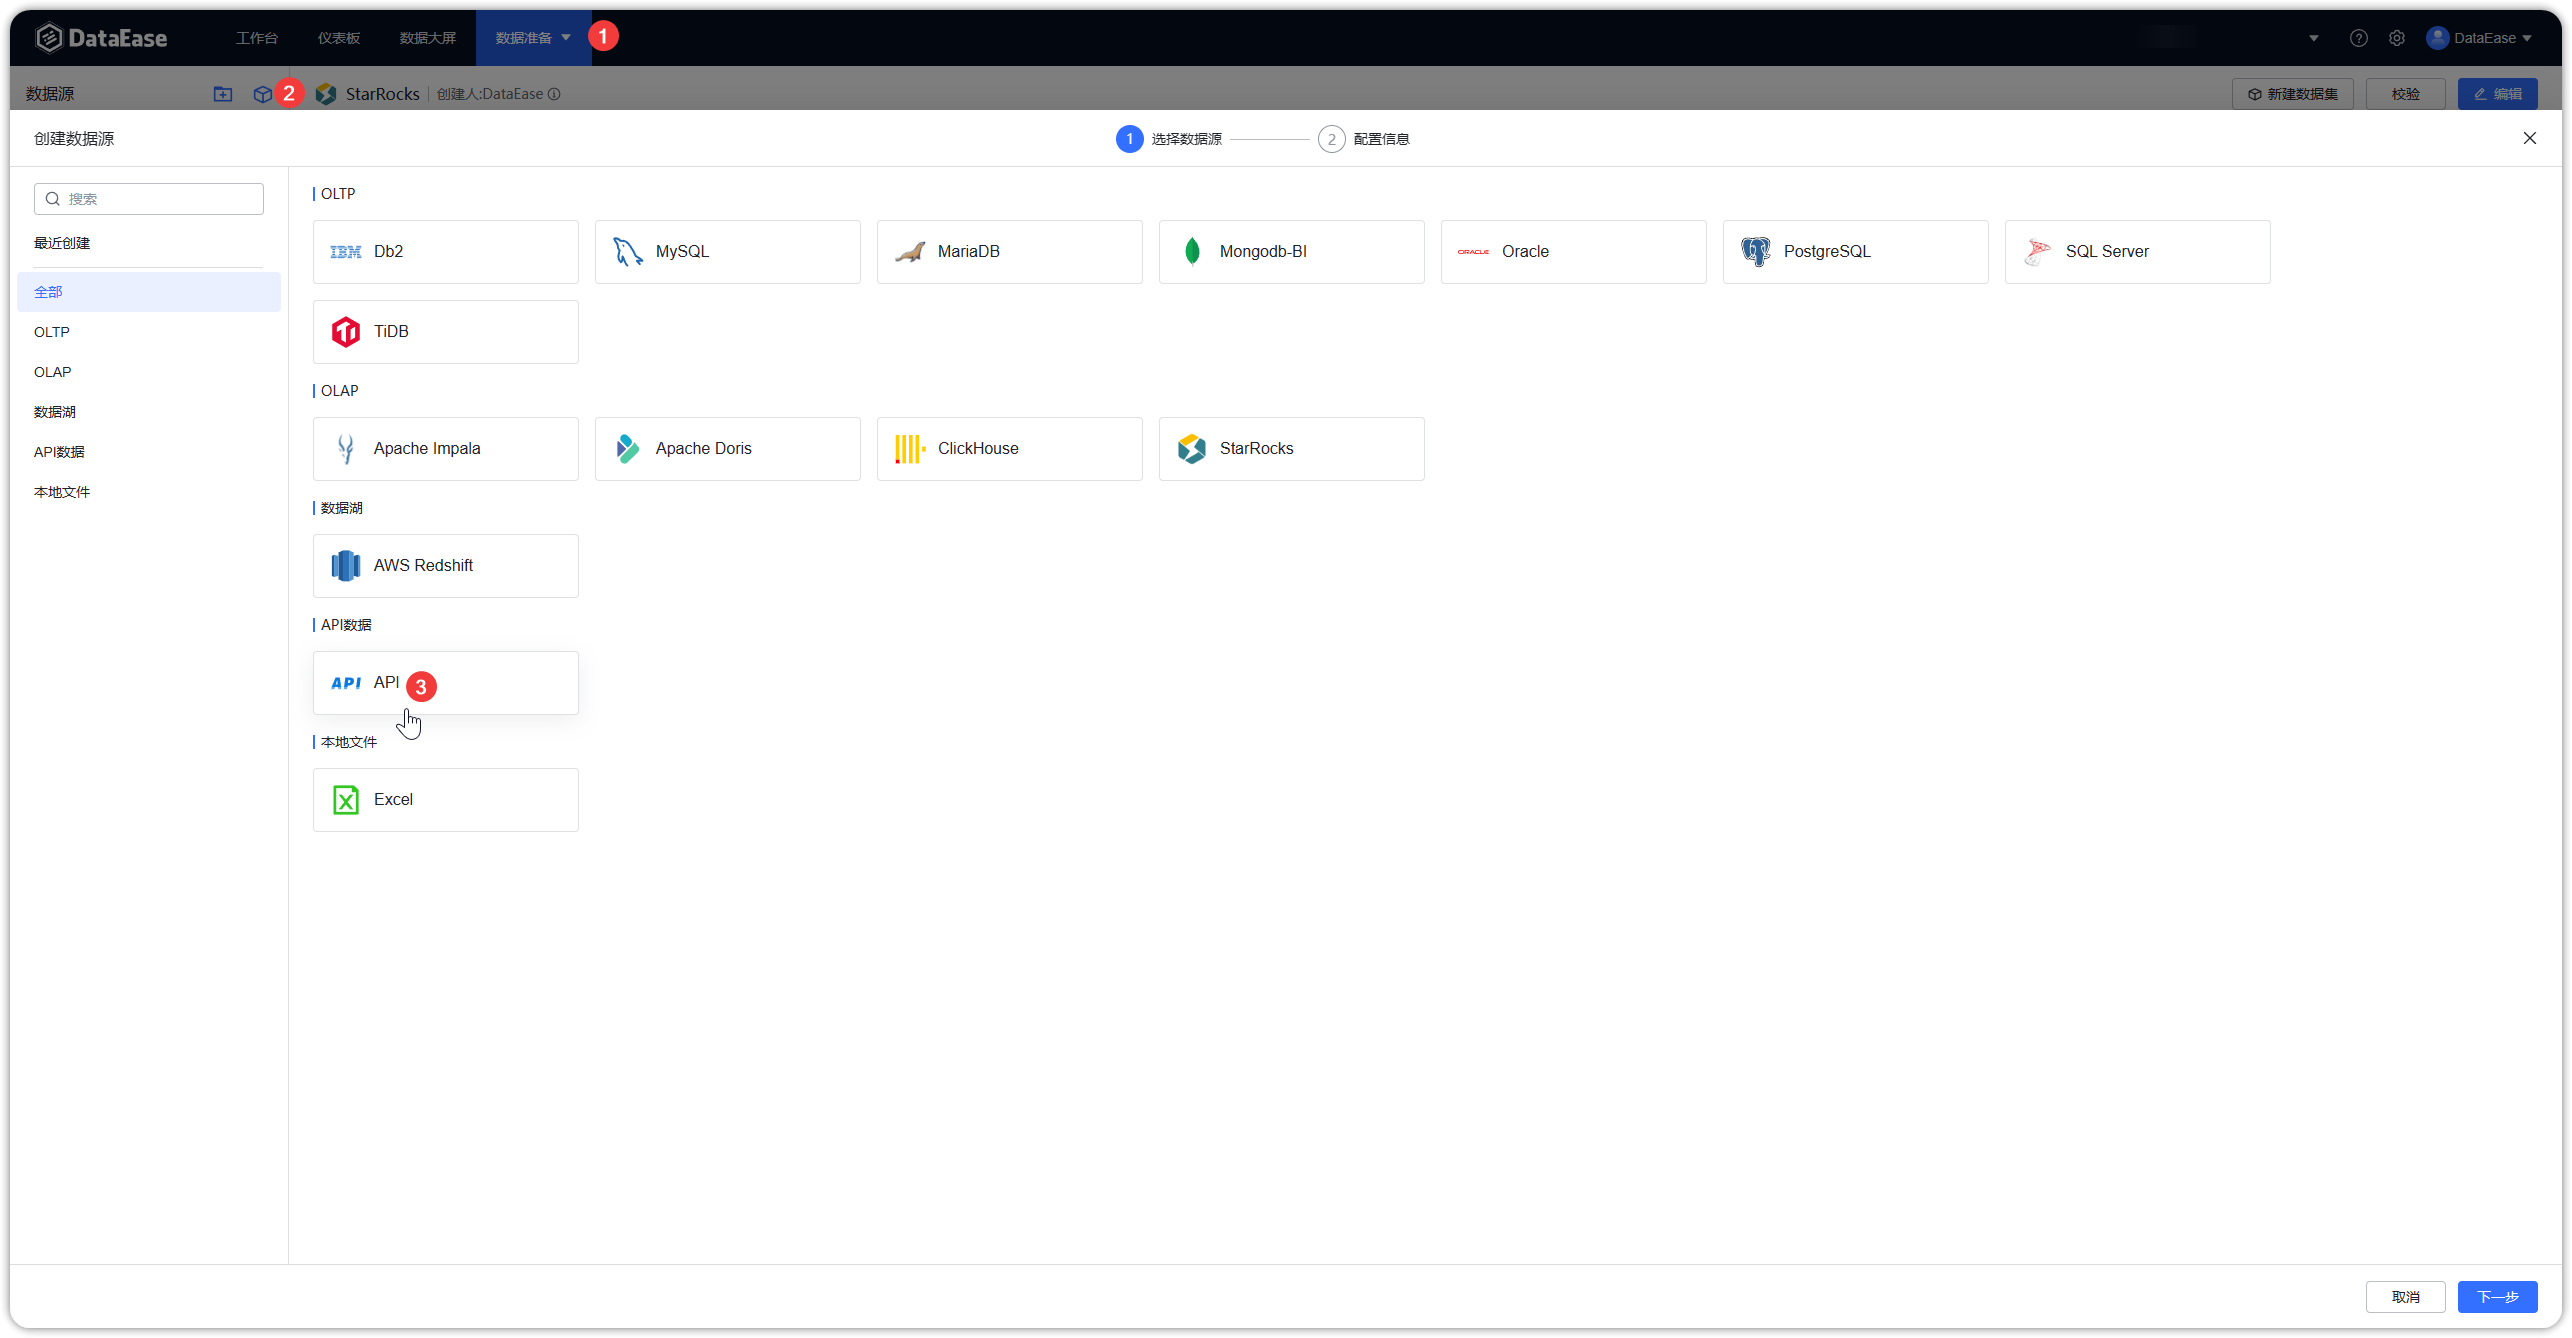 DataEase 工作台 仪表板 数据大屏 数据准备 1 DataEase
数据源 2 StarRocks 创建人:DataEase 新建数据集 校验 编辑
创建数据源 1 选择数据源 2 配置信息
搜索
最近创建
全部
OLTP
OLAP
数据湖
API数据
本地文件
OLTP
IBM Db2 MySQL MariaDB Mongodb-BI ORACLE Oracle PostgreSQL SQL Server
TiDB
OLAP
Apache Impala Apache Doris ClickHouse StarRocks
数据湖
AWS Redshift
API数据
API API 3
本地文件
Excel
取消 下一步